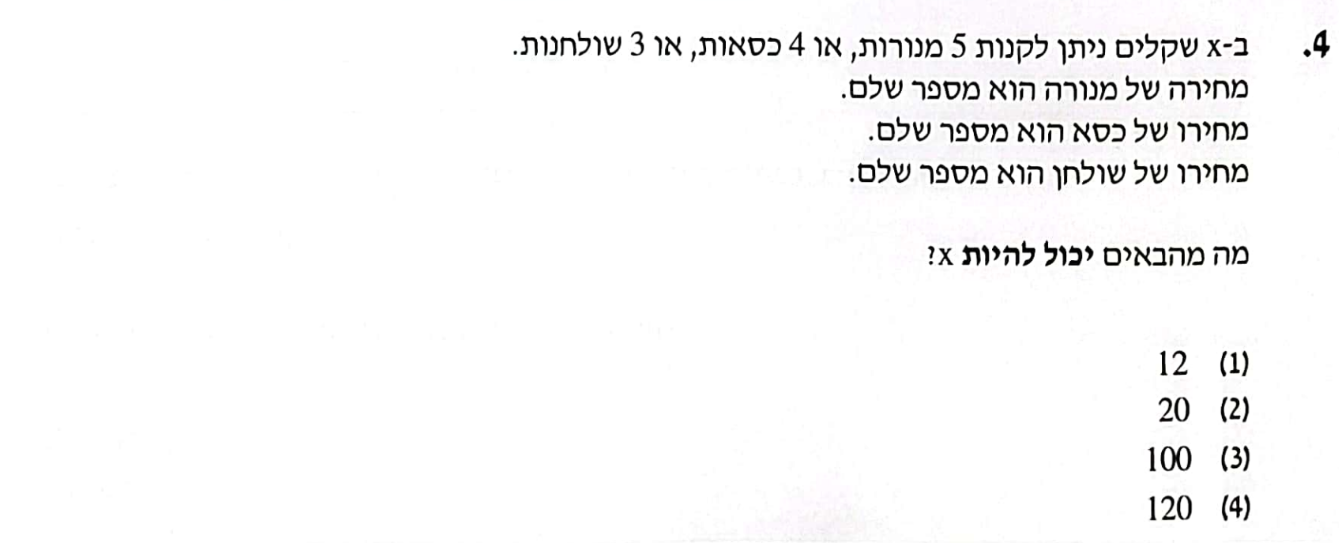 4. ב-x שקלים ניתן לקנות 5 מנורות, או 4 כסאות, או 3 שולחנות.
מחירה של מנורה הוא מספר שלם.
מחירו של כסא הוא מספר שלם.
מחירו של שולחן הוא מספר שלם.
מה מהבאים יכול להיות x?
(1) 12
(2) 20
(3) 100
(4) 120